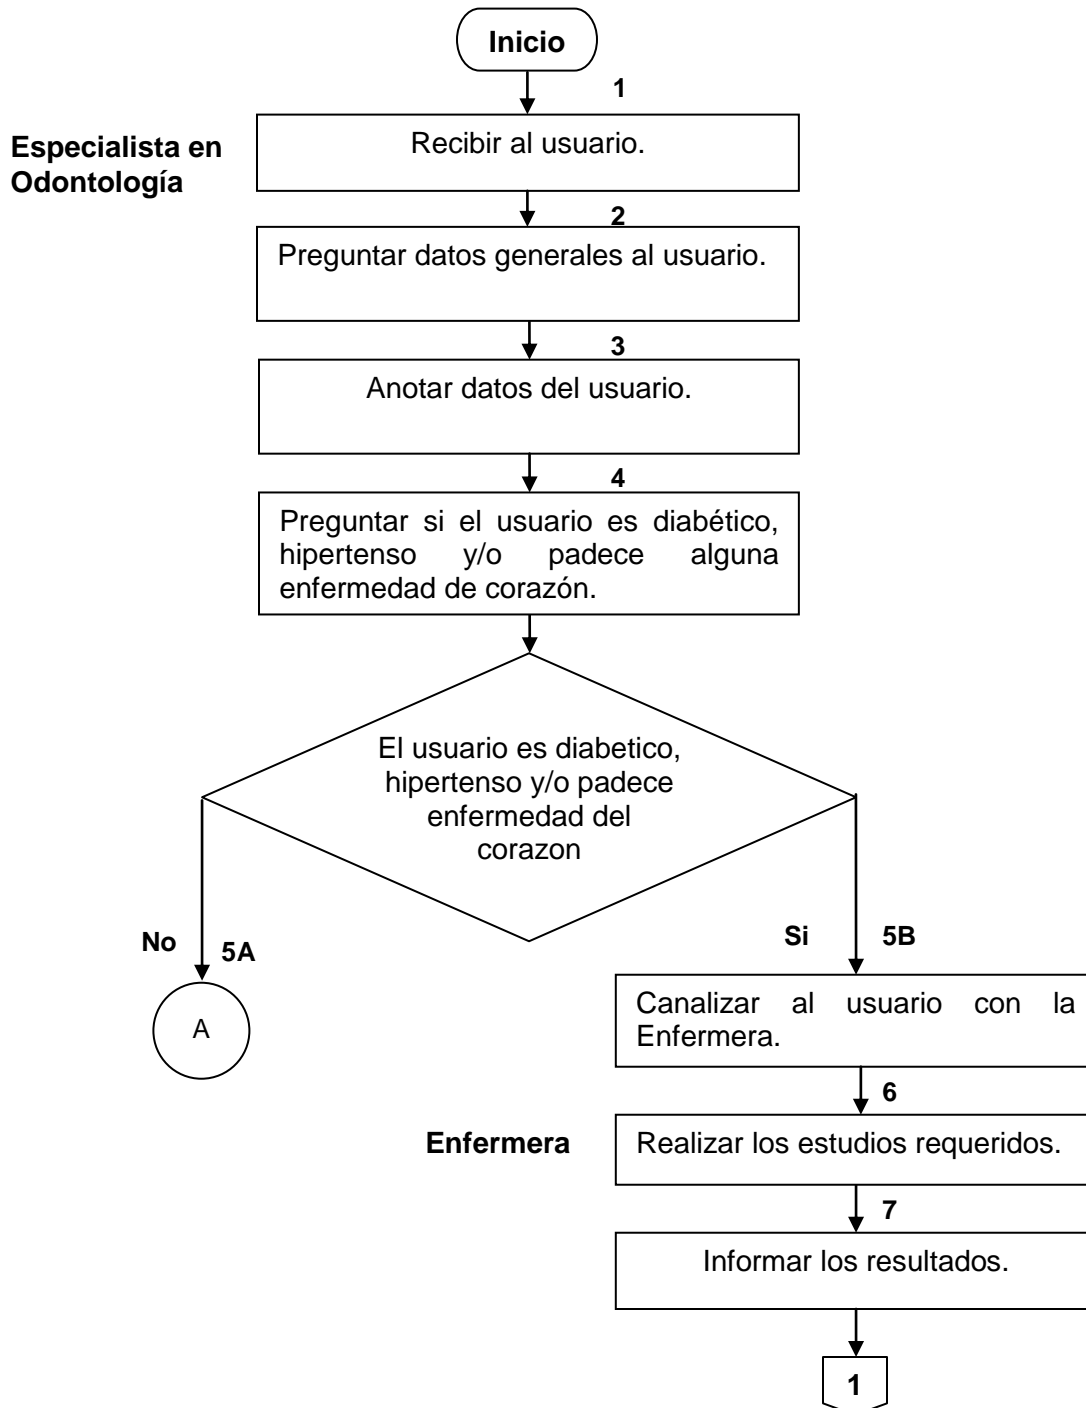 Inicio
1
Especialista en
Odontología
Recibir al usuario.
2
Preguntar datos generales al usuario.
3
Anotar datos del usuario.
4
Preguntar si el usuario es diabético,
hipertenso y/o padece alguna
enfermedad de corazón.
El usuario es diabetico,
hipertenso y/o padece
enfermedad del
corazon
No
5A
Si
5B
A
Canalizar al usuario con la
Enfermera.
6
Enfermera
Realizar los estudios requeridos.
7
Informar los resultados.
1